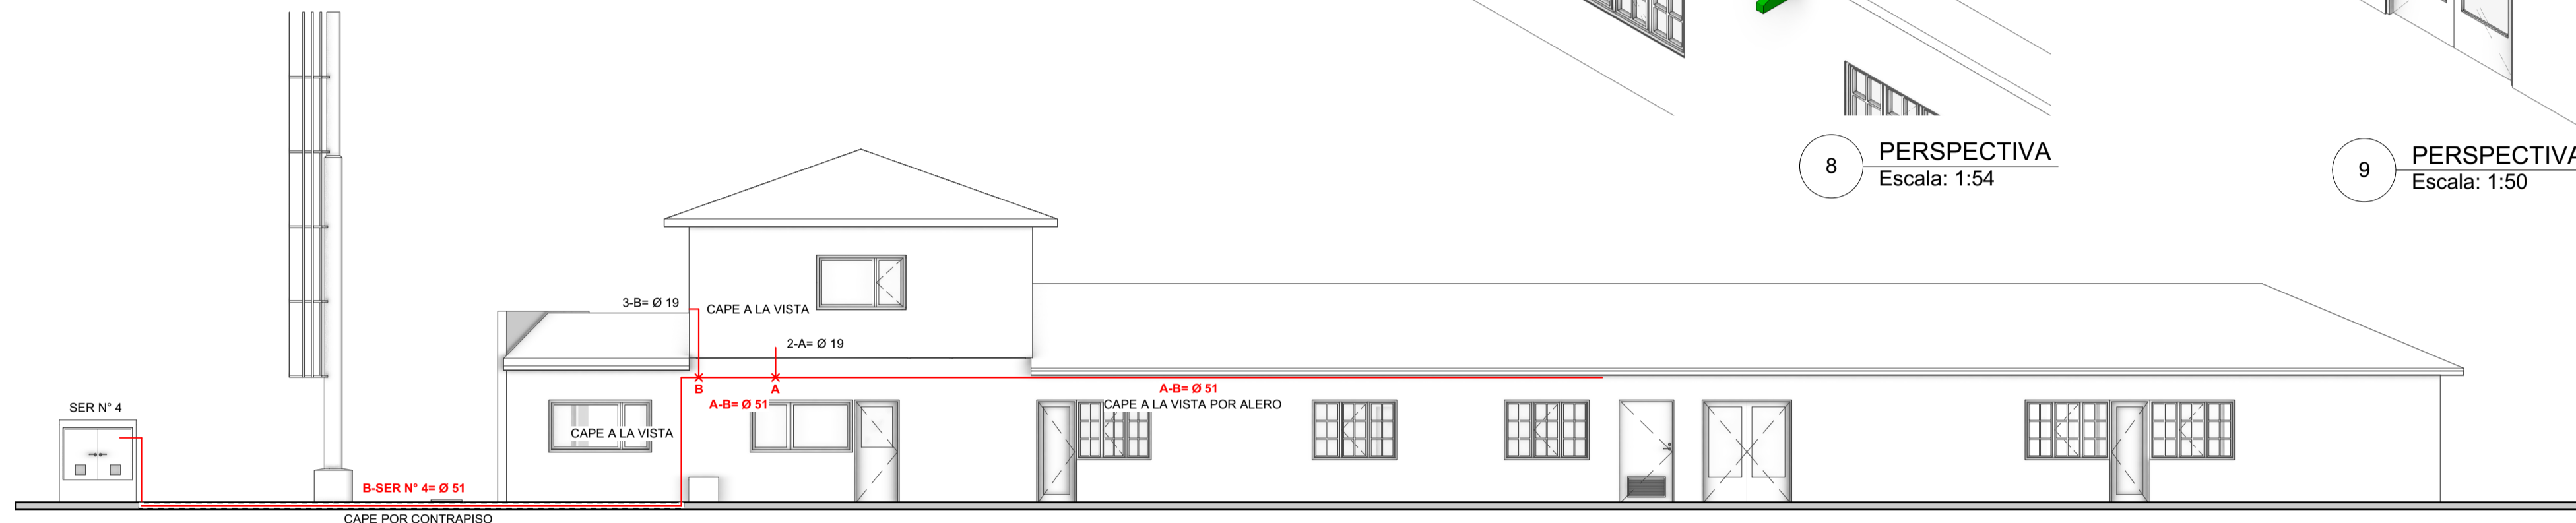 8
PERSPECTIVA
Escala: 1:54
9
PERSPECTIVA
Escala: 1:50
3-B= Ø 19
CAPE A LA VISTA
2-A= Ø 19
B
A
A-B= Ø 51
A-B= Ø 51
CAPE A LA VISTA POR ALERO
SER N° 4
CAPE A LA VISTA
B-SER N° 4= Ø 51
CAPE POR CONTRAPISO